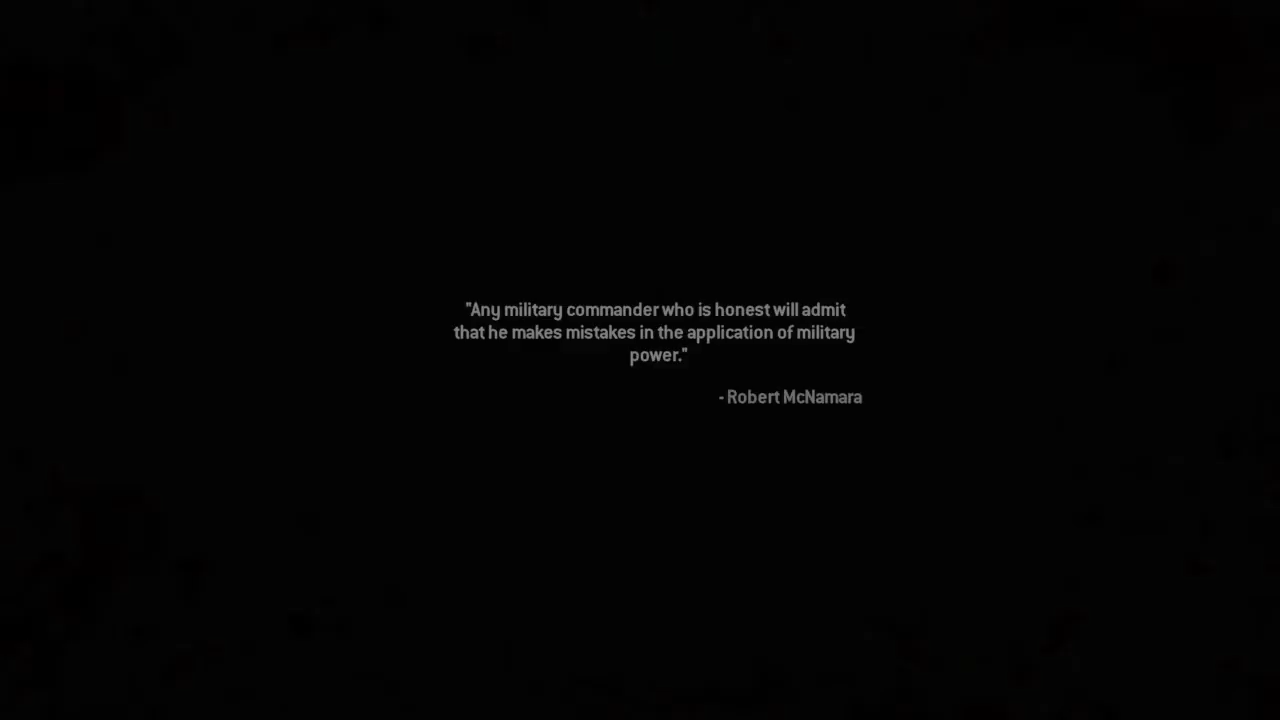 "Any military commander who is honest will admit
that he makes mistakes in the application of military
power."
- Robert McNamara